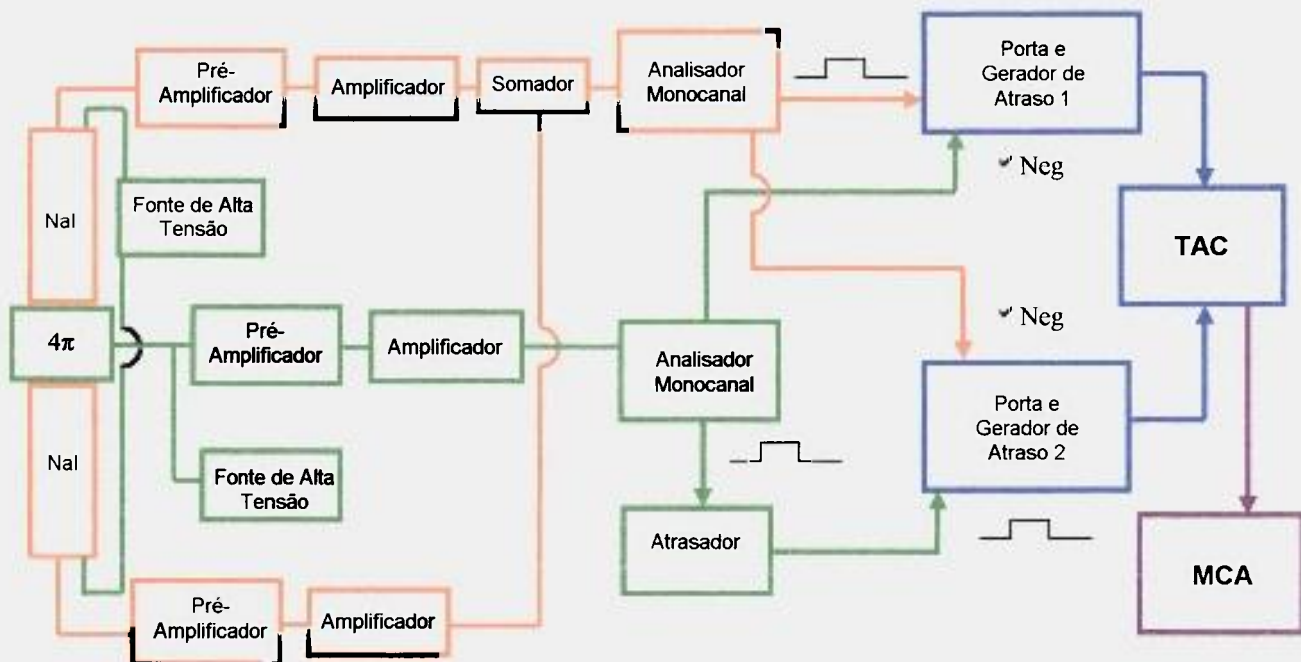 Pré-
Amplificador
Amplificador
Somador
Analisador
Monocanal
Porta e
Gerador de
Atraso 1
Neg
NaI
Fonte de Alta
Tensão
TAC
4π
Pré-
Amplificador
Amplificador
Analisador
Monocanal
Neg
Porta e
Gerador de
Atraso 2
NaI
Fonte de Alta
Tensão
Atrasador
MCA
Pré-
Amplificador
Amplificador